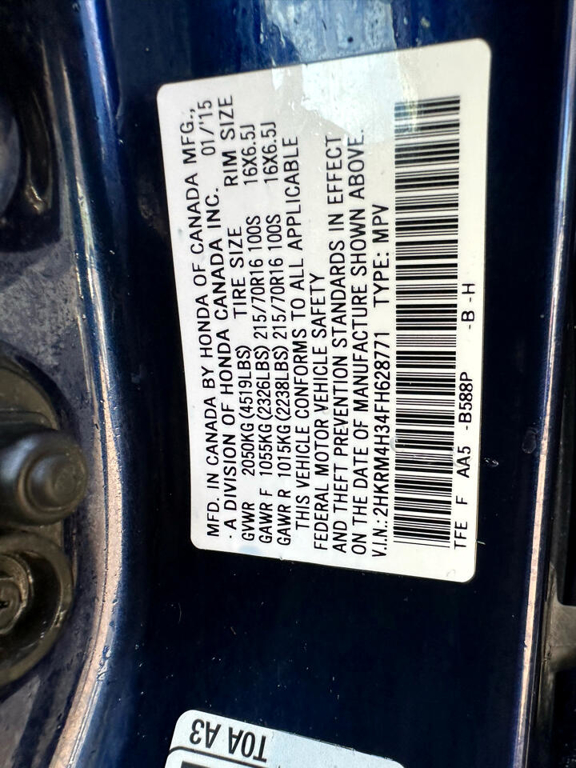 MFD. IN CANADA BY HONDA OF CANADA MFG.,
A DIVISION OF HONDA CANADA INC. 01/'15
GVWR 2050KG(4519LBS) TIRE SIZE RIM SIZE
GAWR F 1055KG(2326LBS) 215/70R16 100S 16X6.5J
GAWR R 1015KG(2238LBS) 215/70R16 100S 16X6.5J
THIS VEHICLE CONFORMS TO ALL APPLICABLE
FEDERAL MOTOR VEHICLE SAFETY
AND THEFT PREVENTION STANDARDS IN EFFECT
ON THE DATE OF MANUFACTURE SHOWN ABOVE.
V.I.N.: 2HKRM4H34FH628771 TYPE: MPV
TFE F AA5 -B588P -B -H
T0A A3